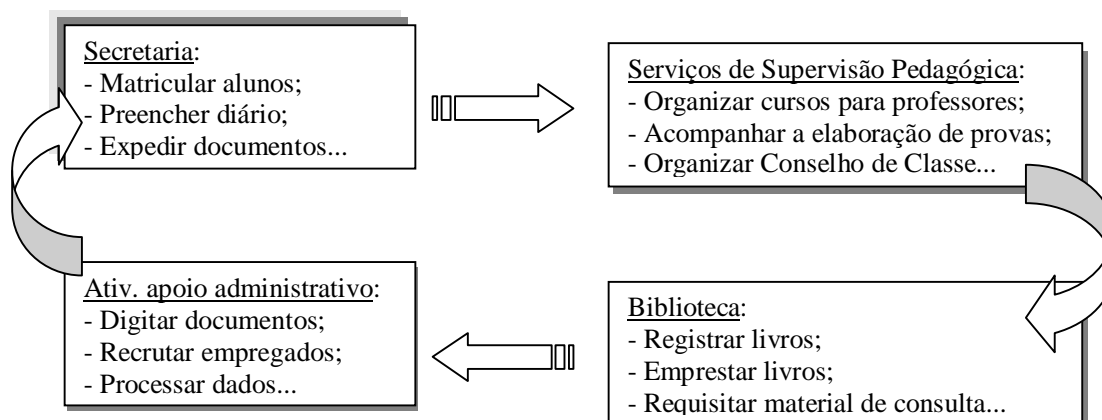 Secretaria:
- Matricular alunos;
- Preencher diário;
- Expedir documentos...
Serviços de Supervisão Pedagógica:
- Organizar cursos para professores;
- Acompanhar a elaboração de provas;
- Organizar Conselho de Classe...
Ativ. apoio administrativo:
- Digitar documentos;
- Recrutar empregados;
- Processar dados...
Biblioteca:
- Registrar livros;
- Emprestar livros;
- Requisitar material de consulta...